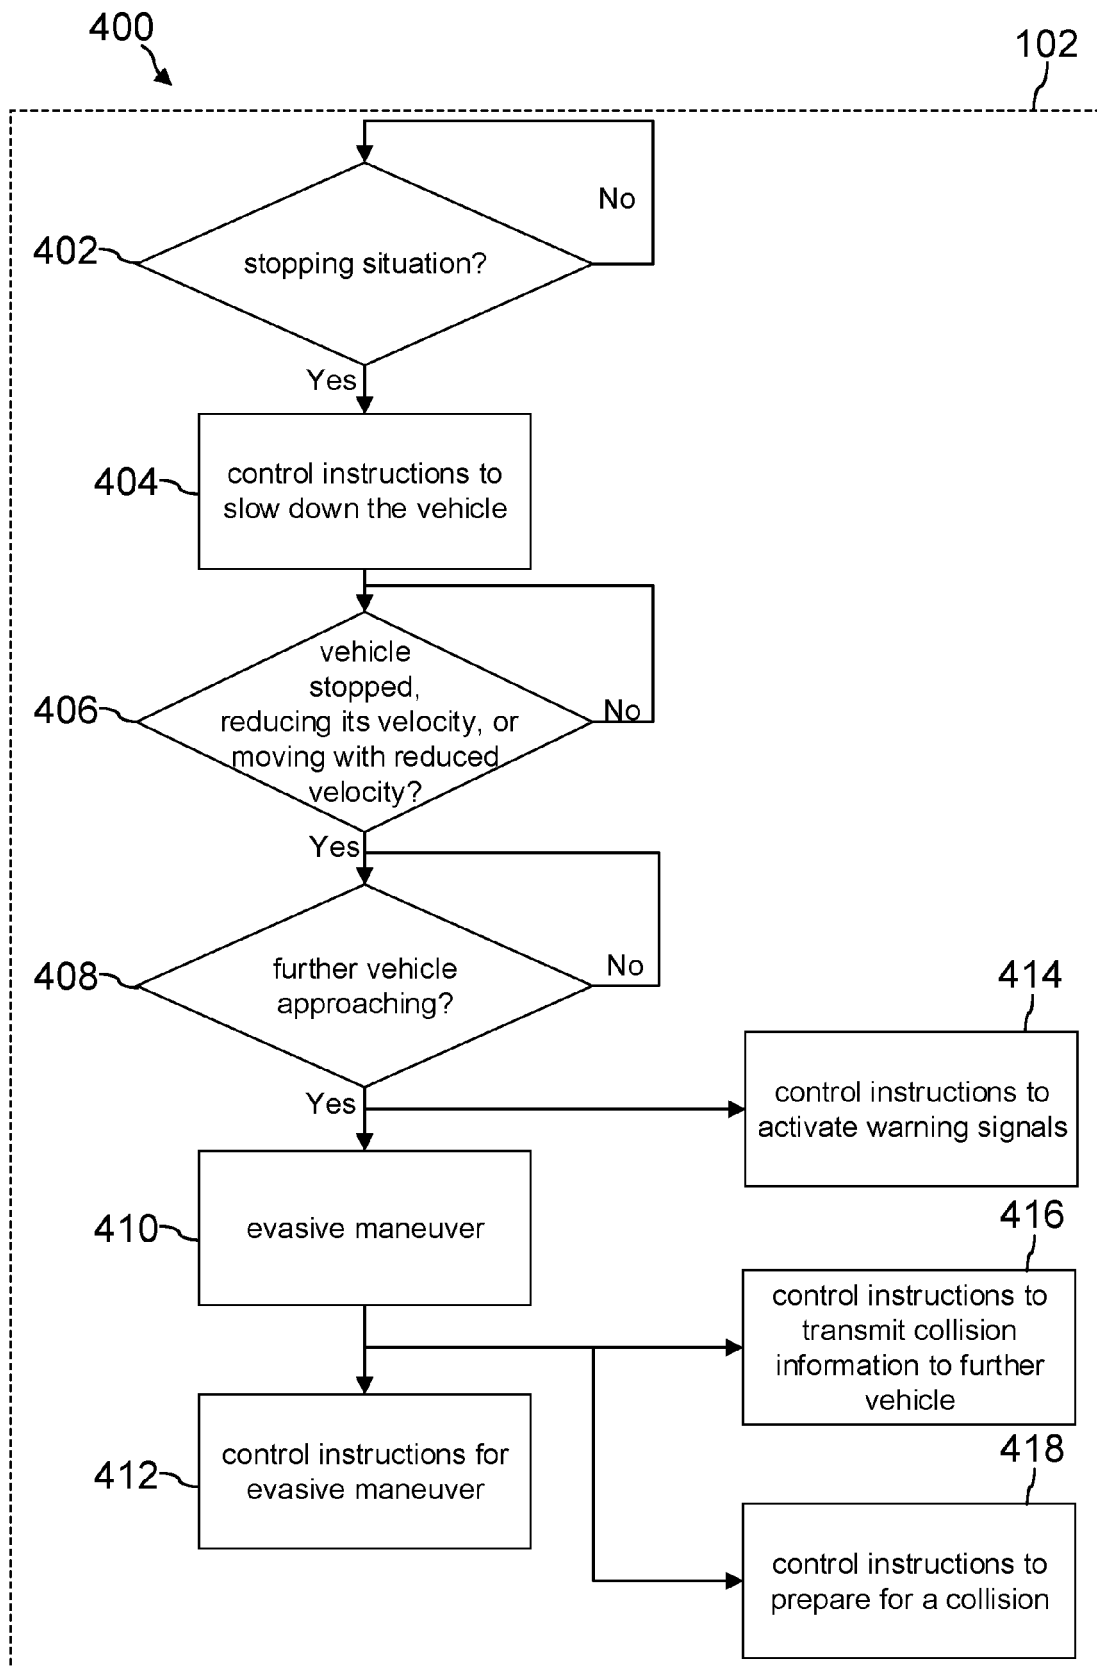 400
102
No
402
stopping situation?
Yes
404
control instructions to
slow down the vehicle
406
vehicle
stopped,
reducing its velocity, or
moving with reduced
velocity?
No
Yes
408
further vehicle
approaching?
No
414
control instructions to
activate warning signals
Yes
410
evasive maneuver
416
control instructions to
transmit collision
information to further
vehicle
412
control instructions for
evasive maneuver
418
control instructions to
prepare for a collision